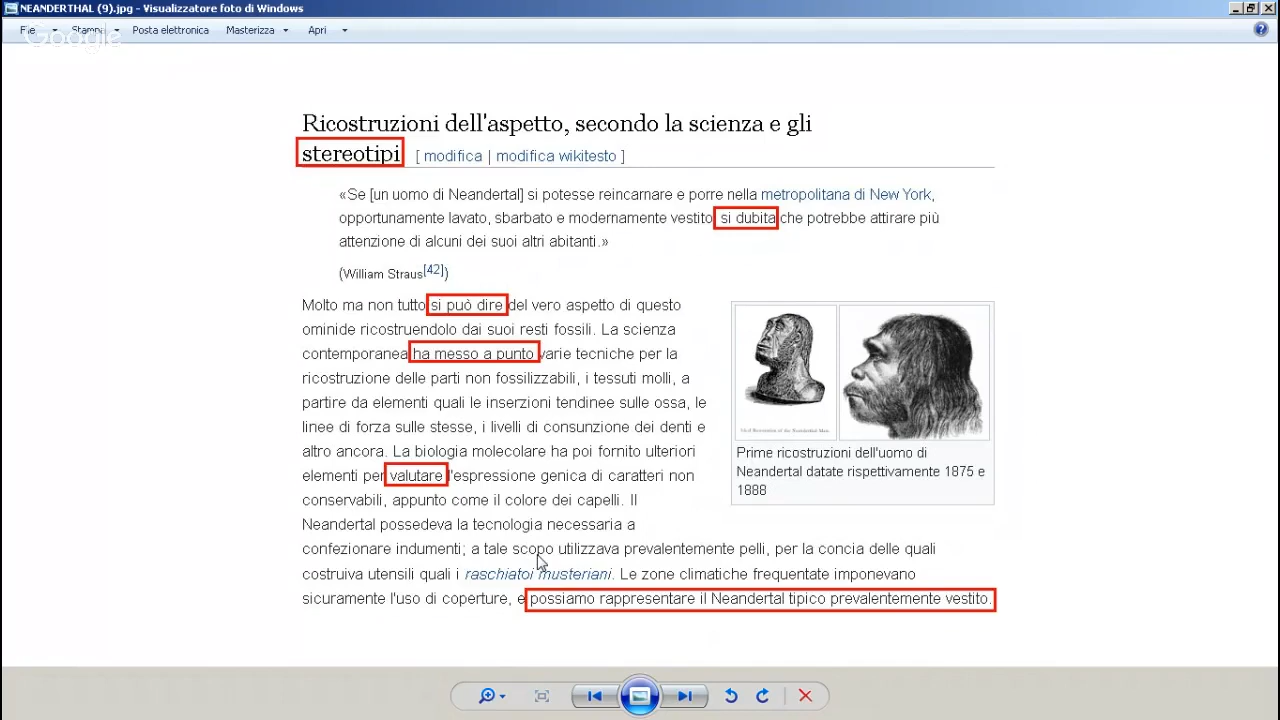 NEANDERTHAL (9).jpg - Visualizzatore foto di Windows
File Stampa Posta elettronica Masterizza Apri
Google
Ricostruzioni dell'aspetto, secondo la scienza e gli
stereotipi [ modifica | modifica wikitesto ]
«Se [un uomo di Neandertal] si potesse reincarnare e porre nella metropolitana di New York,
opportunamente lavato, sbarbato e modernamente vestito si dubita che potrebbe attirare più
attenzione di alcuni dei suoi altri abitanti.»
(William Straus[42])
Molto ma non tutto si può dire del vero aspetto di questo
ominide ricostruendolo dai suoi resti fossili. La scienza
contemporanea ha messo a punto varie tecniche per la
ricostruzione delle parti non fossilizzabili, i tessuti molli, a
partire da elementi quali le inserzioni tendinee sulle ossa, le
linee di forza sulle stesse, i livelli di consunzione dei denti e
altro ancora. La biologia molecolare ha poi fornito ulteriori
elementi per valutare l'espressione genica di caratteri non
conservabili, appunto come il colore dei capelli. Il
Neandertal possedeva la tecnologia necessaria a
confezionare indumenti; a tale scopo utilizzava prevalentemente pelli, per la concia delle quali
costruiva utensili quali i raschiatoi musteriani. Le zone climatiche frequentate imponevano
sicuramente l'uso di coperture, e possiamo rappresentare il Neandertal tipico prevalentemente vestito.
Prime ricostruzioni dell'uomo di
Neandertal datate rispettivamente 1875 e
1888